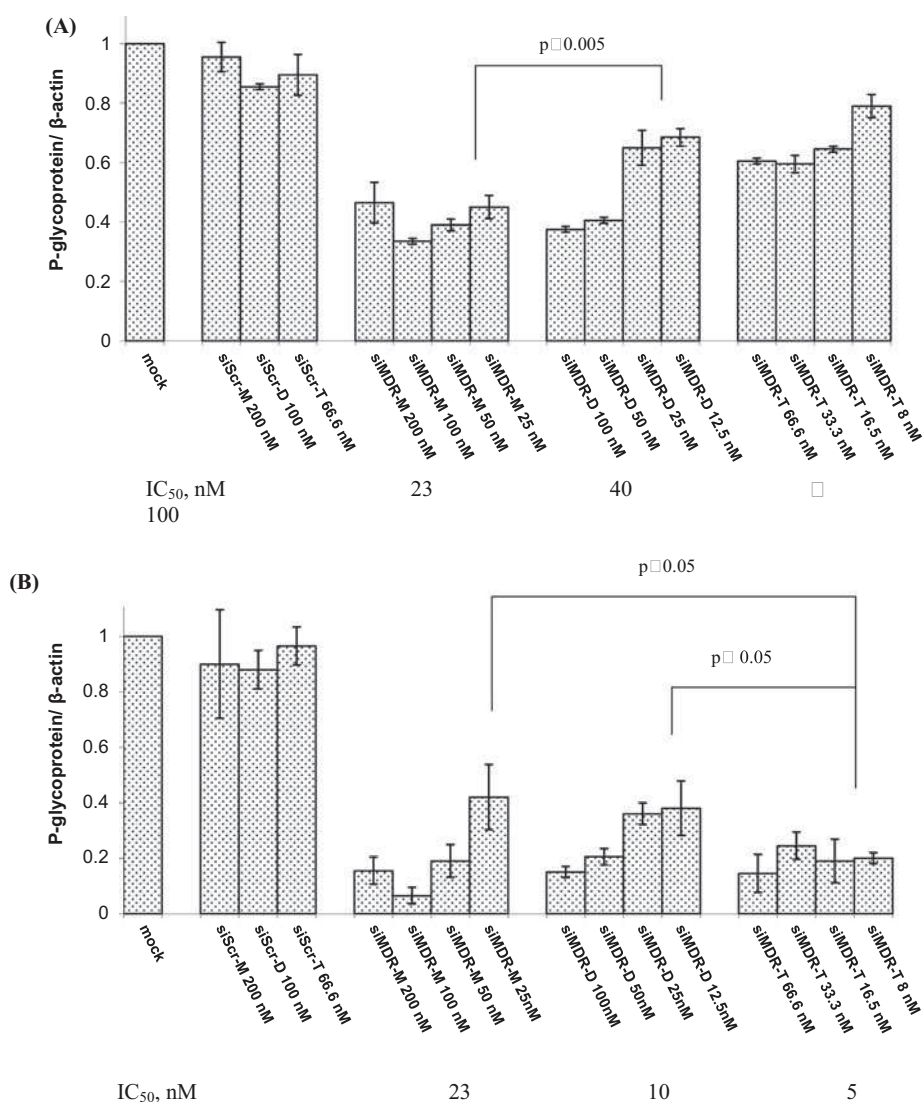 (A)
P-glycoprotein/ β-actin
1
0.8
0.6
0.4
0.2
0
p□0.005
mock
siScr-M 200 nM
siScr-D 100 nM
siScr-T 66.6 nM
siMDR-M 200 nM
siMDR-M 100 nM
siMDR-M 50 nM
siMDR-M 25 nM
siMDR-D 100 nM
siMDR-D 50 nM
siMDR-D 25 nM
siMDR-D 12.5 nM
siMDR-T 66.6 nM
siMDR-T 33.3 nM
siMDR-T 16.5 nM
siMDR-T 8 nM
IC₅₀, nM 23 40 □
100
(B)
P-glycoprotein/ β-actin
1
0.8
0.6
0.4
0.2
0
p□0.05
p□ 0.05
mock
siScr-M 200 nM
siScr-D 100 nM
siScr-T 66.6 nM
siMDR-M 200 nM
siMDR-M 100 nM
siMDR-M 50 nM
siMDR-M 25nM
siMDR-D 100nM
siMDR-D 50nM
siMDR-D 25nM
siMDR-D 12.5nM
siMDR-T 66.6 nM
siMDR-T 33.3 nM
siMDR-T 16.5 nM
siMDR-T 8 nM
IC₅₀, nM 23 10 5